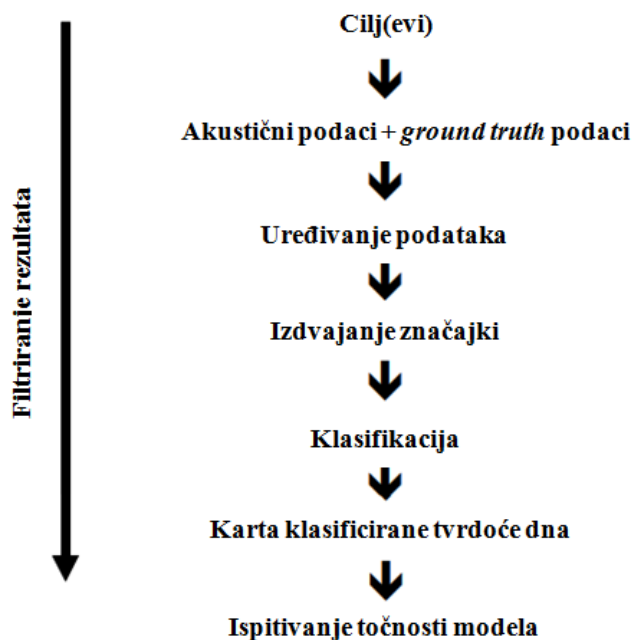 Cilj(evi)
Akustični podaci + ground truth podaci
Uređivanje podataka
Izdvajanje značajki
Klasifikacija
Karta klasificirane tvrdoće dna
Ispitivanje točnosti modela
Filtriranje rezultata